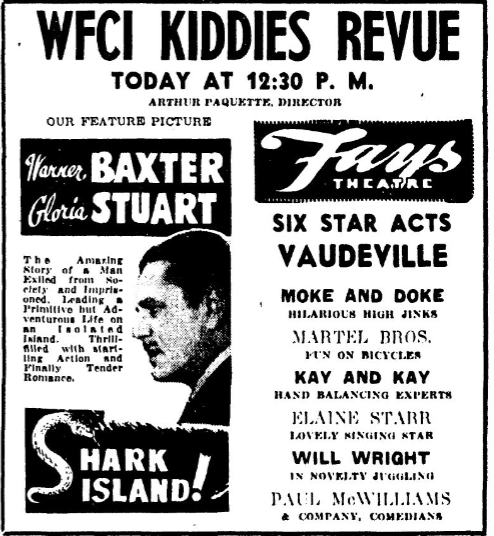 WFCI KIDDIES REVUE
TODAY AT 12:30 P. M.
ARTHUR PAQUETTE, DIRECTOR
OUR FEATURE PICTURE
Warner BAXTER
Gloria STUART
The Amazing
Story of a Man
Exiled from So-
ciety and Impris-
oned. Leading a
Primitive but Ad-
venturous Life on
an Isolated
Island. Thrill-
filled with start-
ling Action and
Finally Tender
Romance.
SHARK
ISLAND!
Fays
THEATRE
SIX STAR ACTS
VAUDEVILLE
MOKE AND DOKE
HILARIOUS HIGH JINKS
MARTEL BROS.
FUN ON BICYCLES
KAY AND KAY
HAND BALANCING EXPERTS
ELAINE STARR
LOVELY SINGING STAR
WILL WRIGHT
IN NOVELTY JUGGLING
PAUL McWILLIAMS
& COMPANY, COMEDIANS